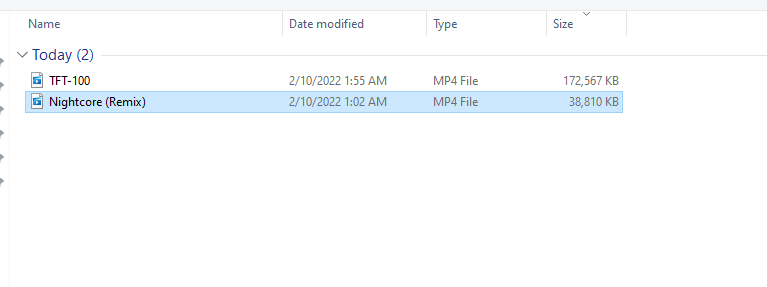 Name Date modified Type Size
Today (2)
TFT-100 2/10/2022 1:55 AM MP4 File 172,567 KB
Nightcore (Remix) 2/10/2022 1:02 AM MP4 File 38,810 KB